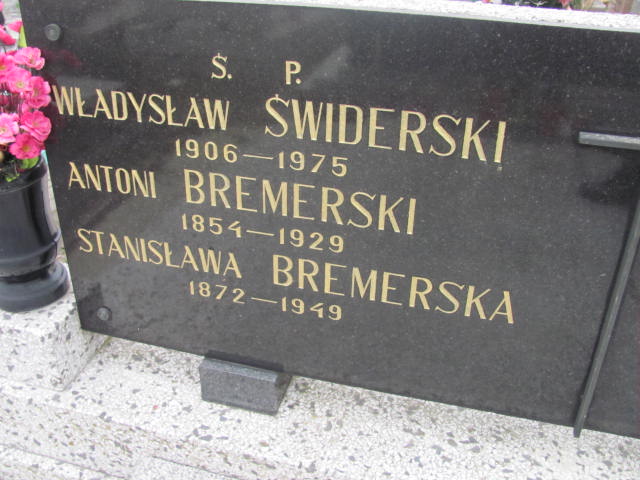 Ś. P.
WŁADYSŁAW ŚWIDERSKI
1906—1975
ANTONI BREMERSKI
1854—1929
STANISŁAWA BREMERSKA
1872—1949